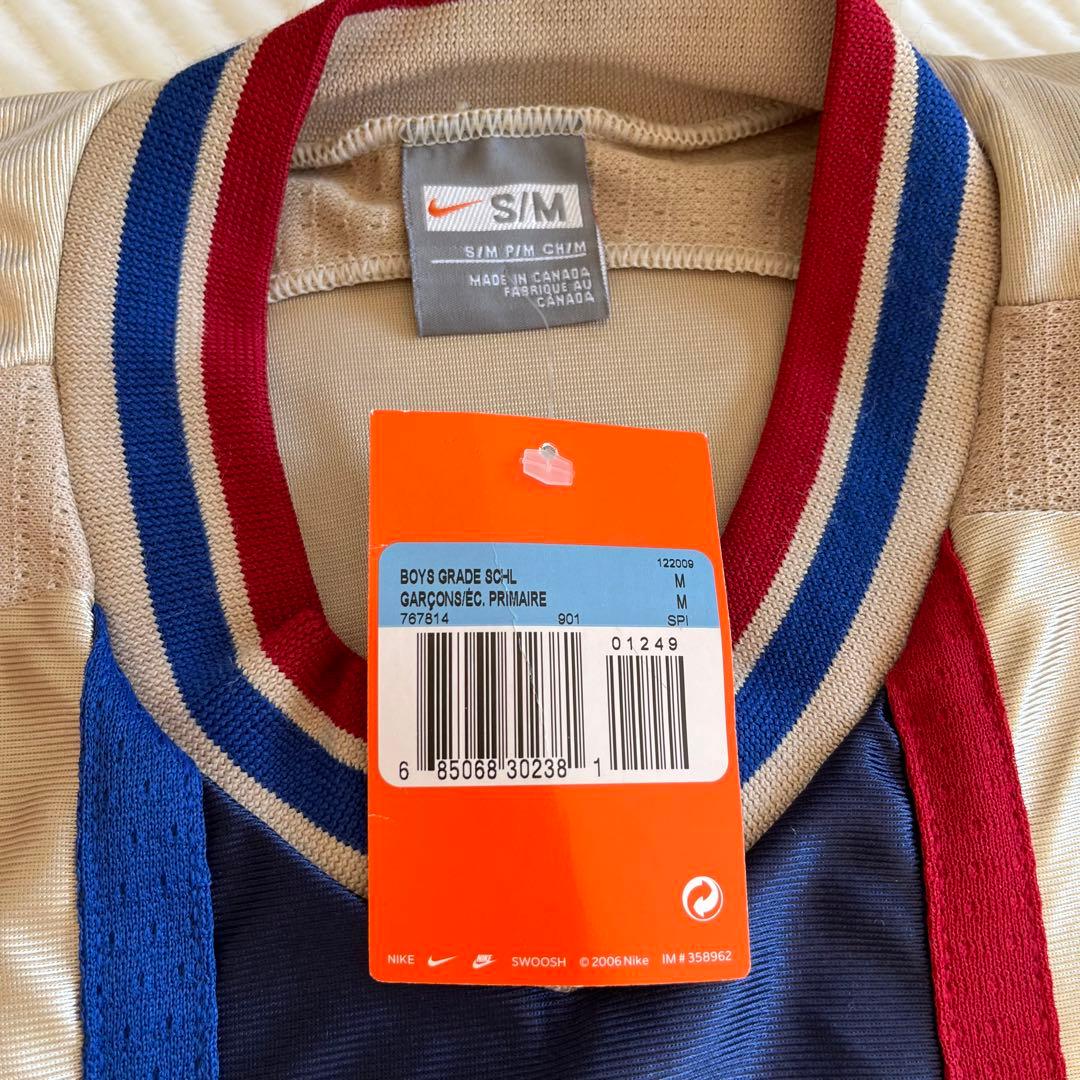 S/M
S/M P/M CH/M
MADE IN CANADA
FABRIQUE AU
CANADA
122009
BOYS GRADE SCHL M
GARÇONS/ÉC. PRIMAIRE M
767814 901 SPI
01249
6 85068 30238 1
NIKE NIKE SWOOSH © 2006 Nike IM # 358962